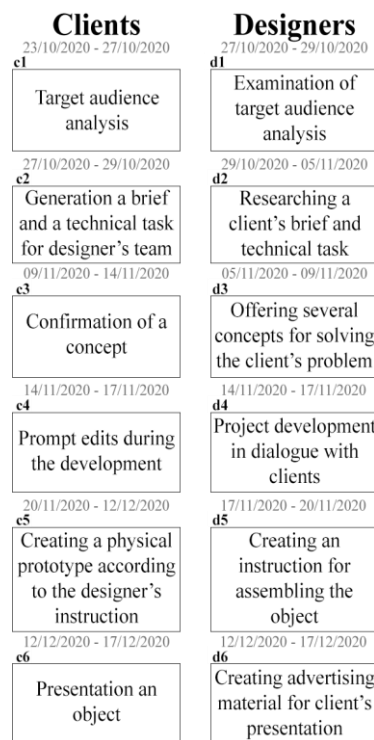 Clients
23/10/2020 - 27/10/2020
c1
Target audience
analysis
27/10/2020 - 29/10/2020
c2
Generation a brief
and a technical task
for designer's team
09/11/2020 - 14/11/2020
c3
Confirmation of a
concept
14/11/2020 - 17/11/2020
c4
Prompt edits during
the development
20/11/2020 - 12/12/2020
c5
Creating a physical
prototype according
to the designer's
instruction
12/12/2020 - 17/12/2020
c6
Presentation an
object
Designers
27/10/2020 - 29/10/2020
d1
Examination of
target audience
analysis
29/10/2020 - 05/11/2020
d2
Researching a
client's brief and
technical task
05/11/2020 - 09/11/2020
d3
Offering several
concepts for solving
the client's problem
14/11/2020 - 17/11/2020
d4
Project development
in dialogue with
clients
17/11/2020 - 20/11/2020
d5
Creating an
instruction for
assembling the
object
12/12/2020 - 17/12/2020
d6
Creating advertising
material for client's
presentation